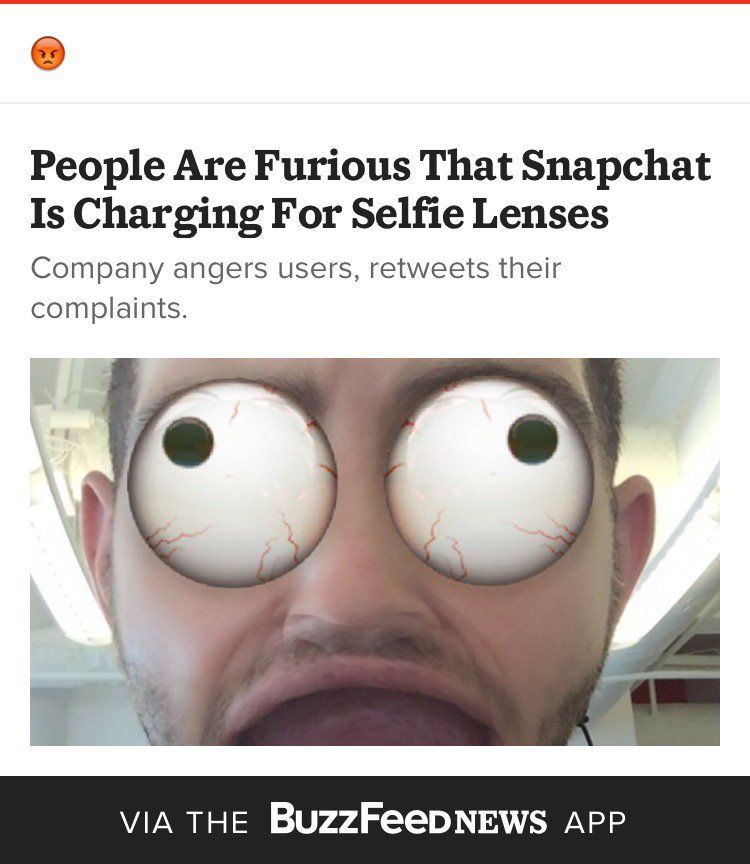 People Are Furious That Snapchat
Is Charging For Selfie Lenses
Company angers users, retweets their
complaints.
VIA THE BuzzFeeD NEWS APP